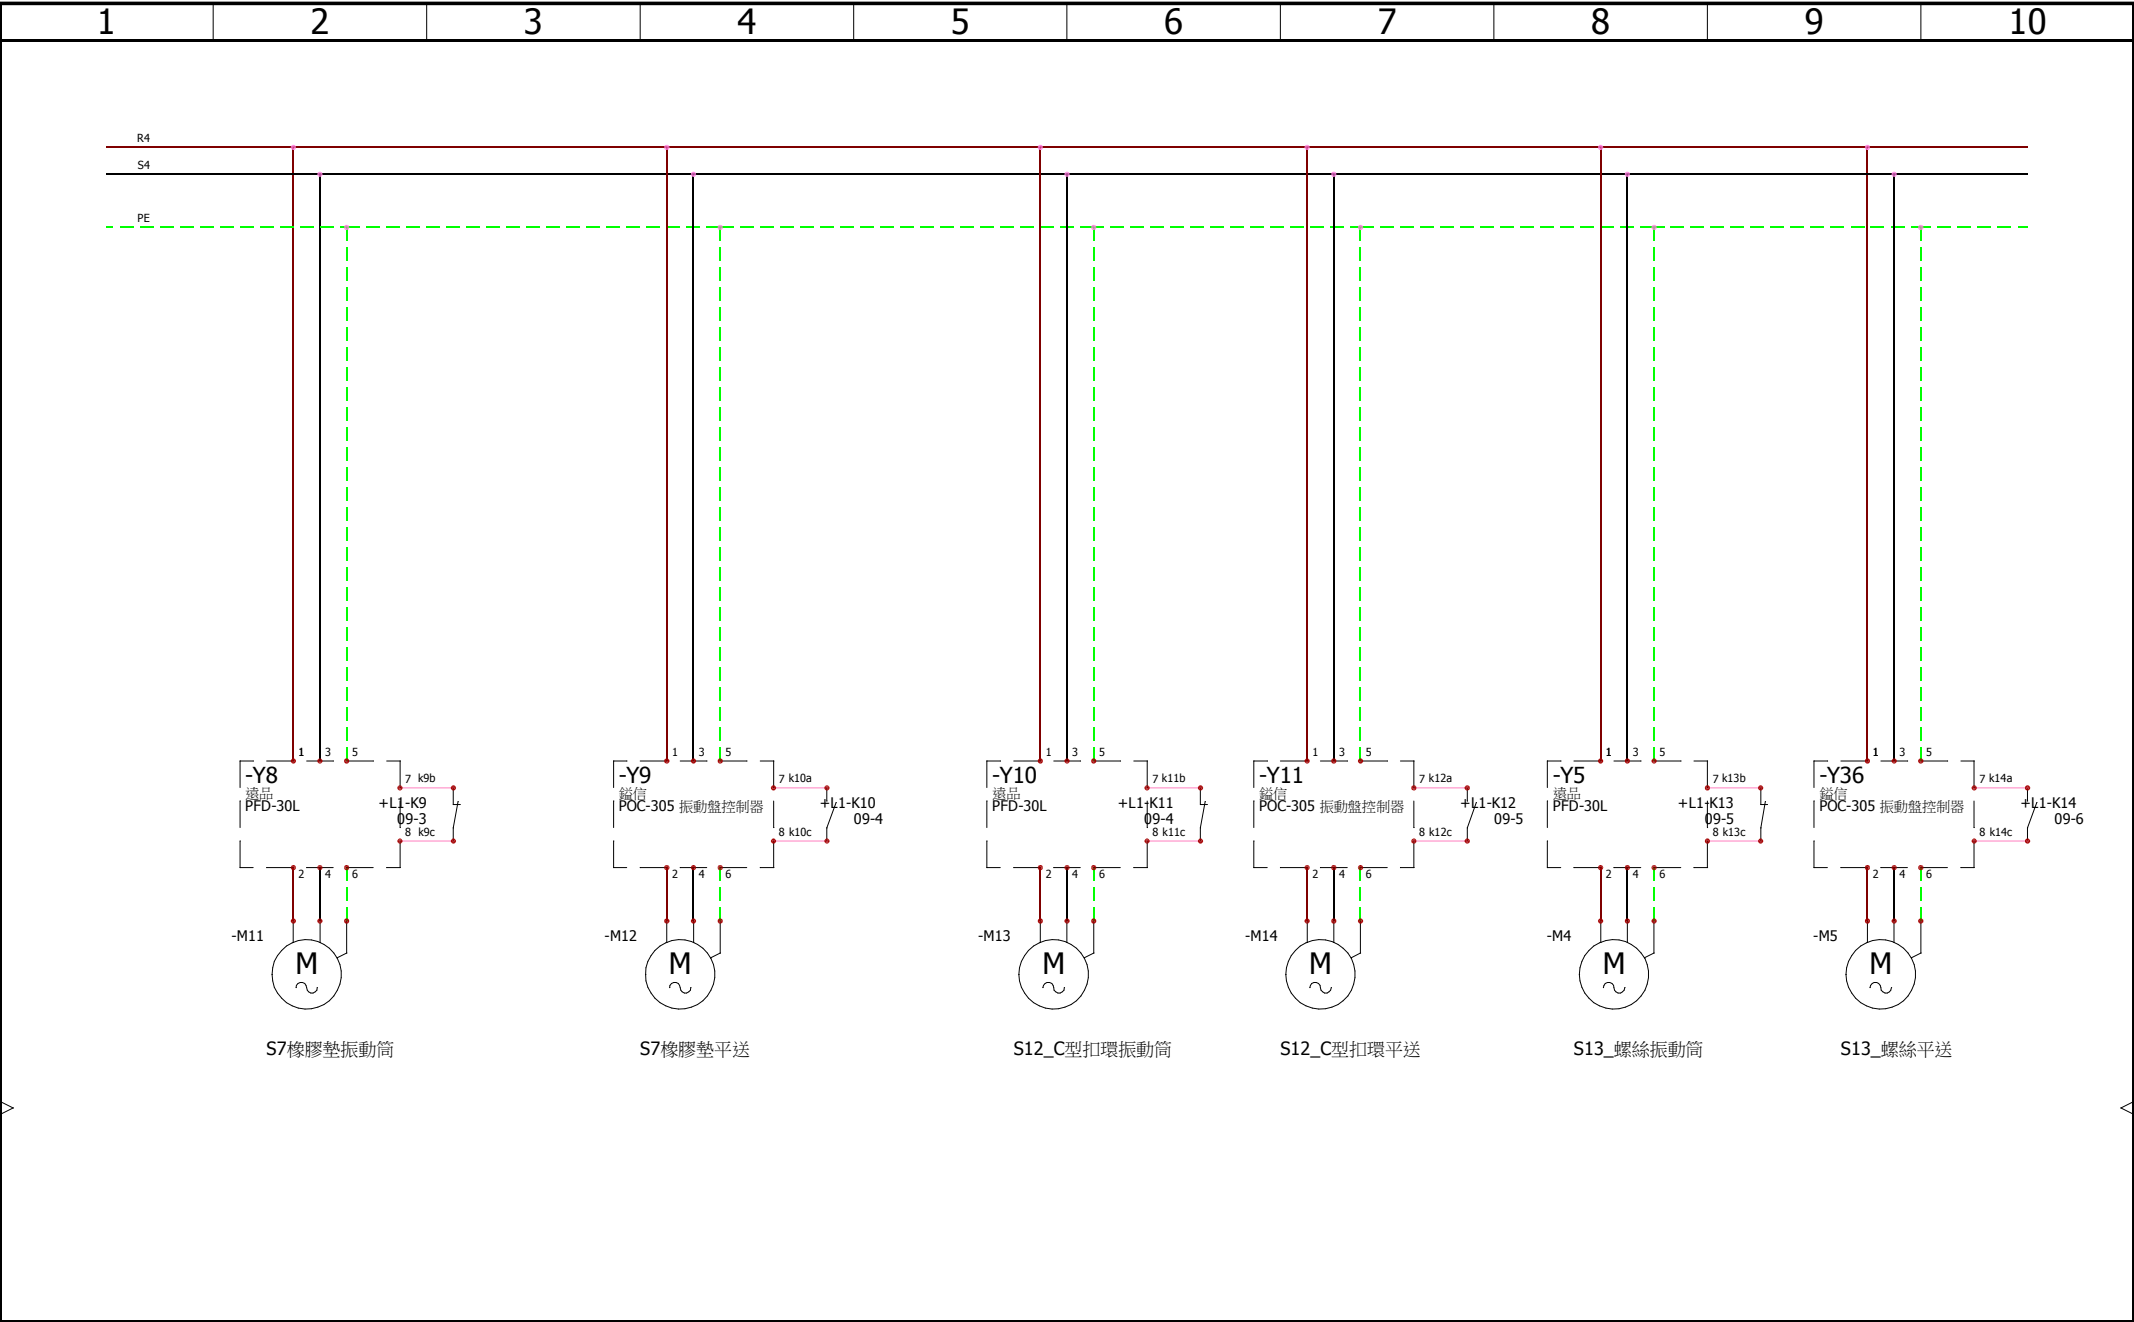 1 2 3 4 5 6 7 8 9 10
R4
S4
PE
1 3 5
-Y8
遠品
PFD-30L
7 k9b
+L1-K9
09-3
8 k9c
2 4 6
-M11
M
S7橡膠墊振動筒
1 3 5
-Y9
鎰信
POC-305 振動盤控制器
7 k10a
+L1-K10
09-4
8 k10c
2 4 6
-M12
M
S7橡膠墊平送
1 3 5
-Y10
遠品
PFD-30L
7 k11b
+L1-K11
09-4
8 k11c
2 4 6
-M13
M
S12_C型扣環振動筒
1 3 5
-Y11
鎰信
POC-305 振動盤控制器
7 k12a
+L1-K12
09-5
8 k12c
2 4 6
-M14
M
S12_C型扣環平送
1 3 5
-Y5
遠品
PFD-30L
7 k13b
+L1-K13
09-5
8 k13c
2 4 6
-M4
M
S13_螺絲振動筒
1 3 5
-Y36
鎰信
POC-305 振動盤控制器
7 k14a
+L1-K14
09-6
8 k14c
2 4 6
-M5
M
S13_螺絲平送